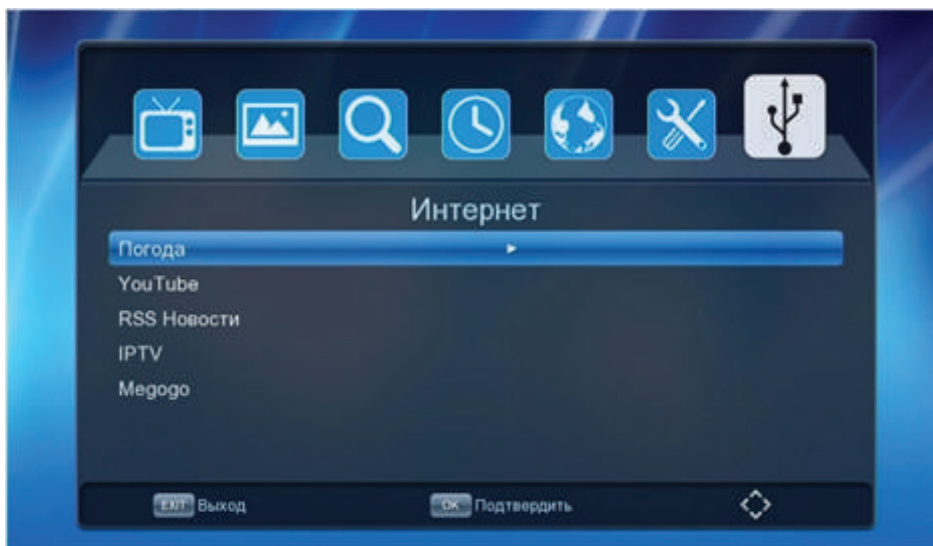 Интернет
Погода
YouTube
RSS Новости
IPTV
Megogo
EXIT Выход OK Подтвердить